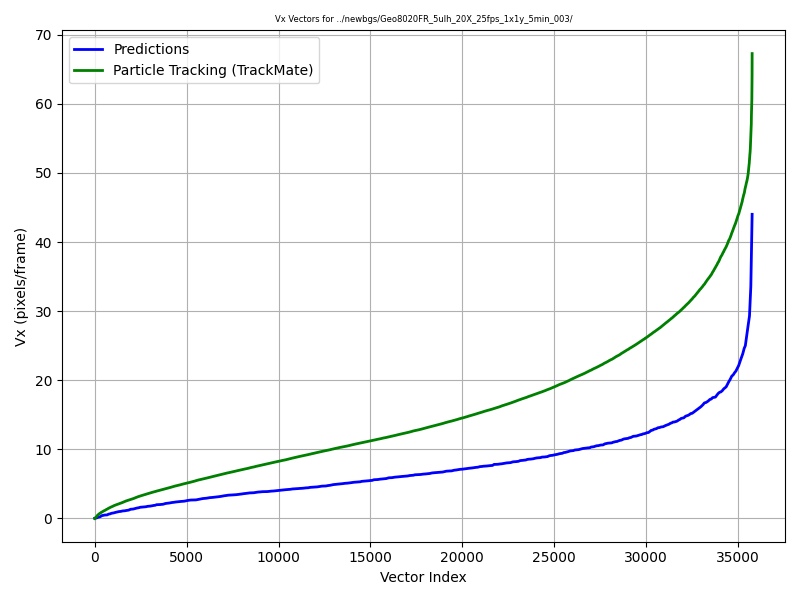 Vx Vectors for ../newbgs/Geo8020FR_5ulh_20X_25fps_1x1y_5min_003/
Predictions
Particle Tracking (TrackMate)
70
60
50
40
30
20
10
0
Vx (pixels/frame)
0 5000 10000 15000 20000 25000 30000 35000
Vector Index